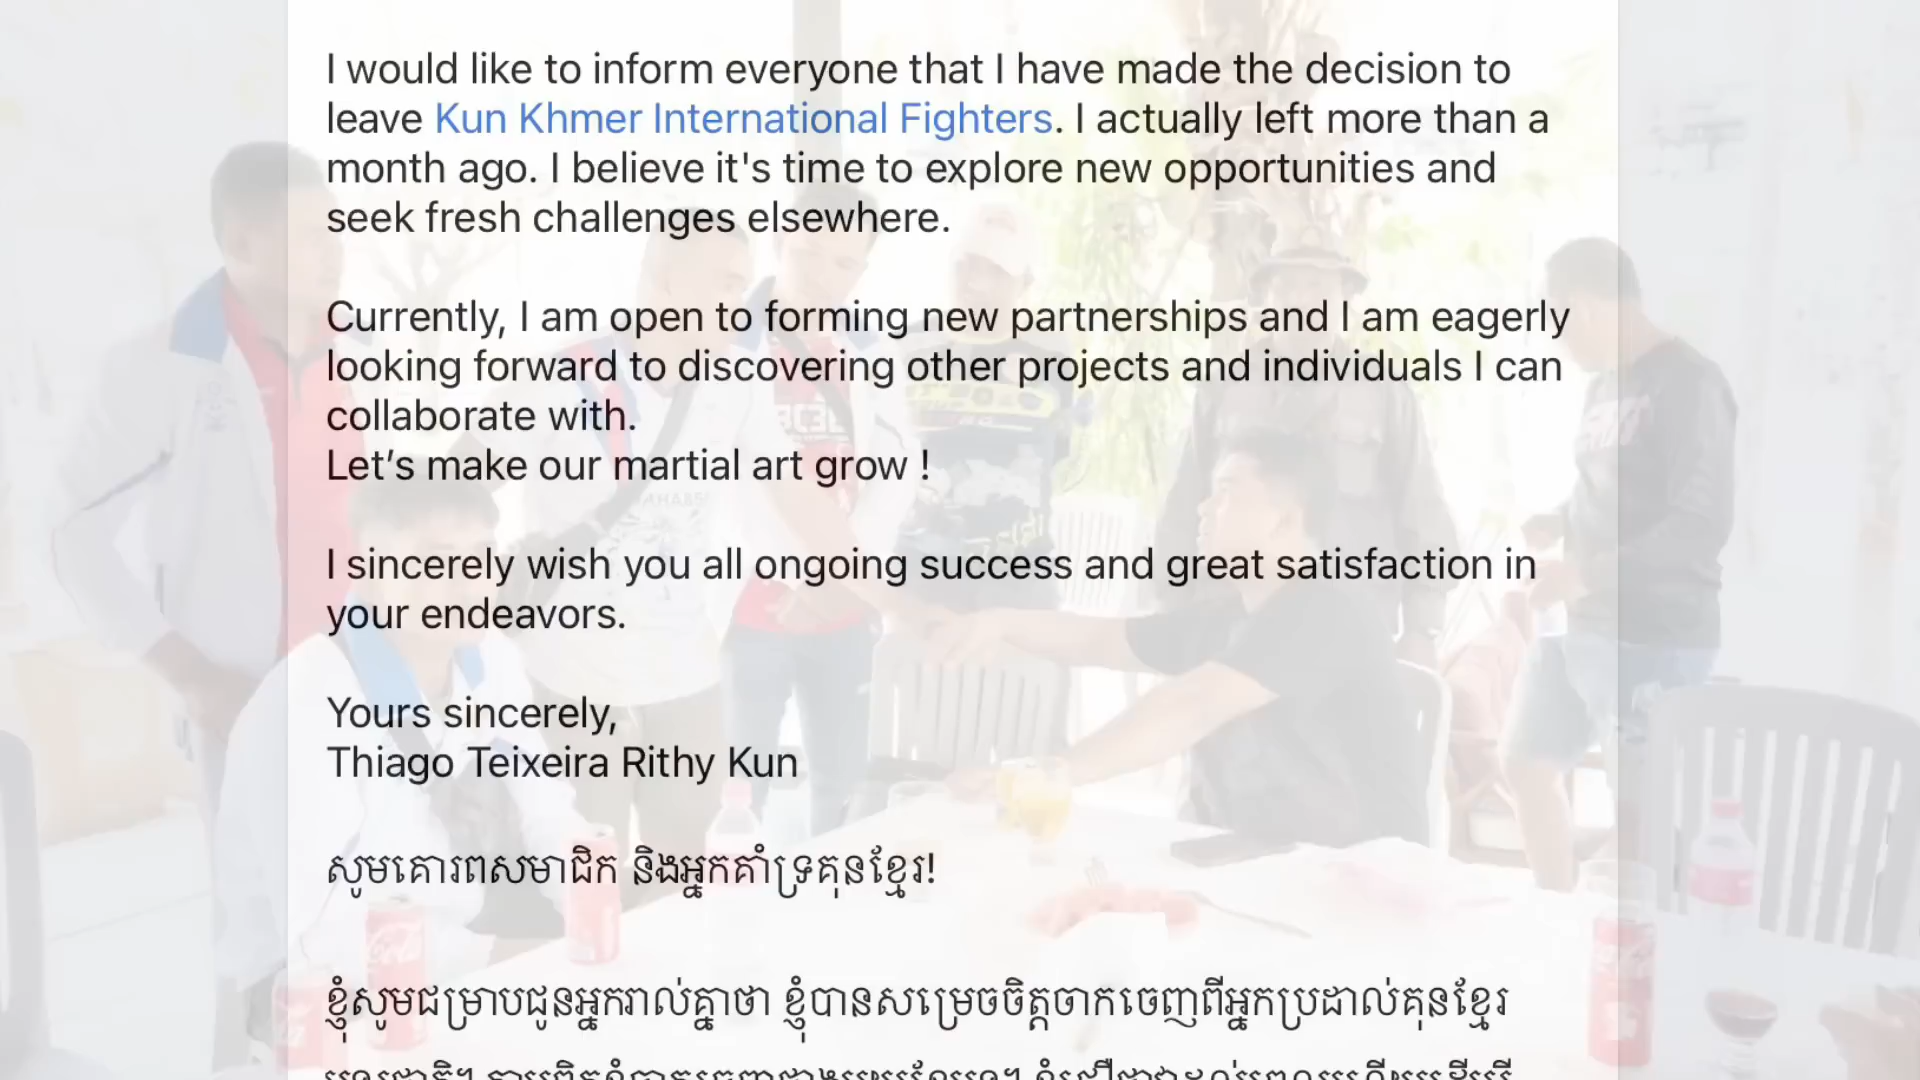 I would like to inform everyone that I have made the decision to
leave Kun Khmer International Fighters. I actually left more than a
month ago. I believe it's time to explore new opportunities and
seek fresh challenges elsewhere.
Currently, I am open to forming new partnerships and I am eagerly
looking forward to discovering other projects and individuals I can
collaborate with.
Let’s make our martial art grow !
I sincerely wish you all ongoing success and great satisfaction in
your endeavors.
Yours sincerely,
Thiago Teixeira Rithy Kun
សូមគោរពសមាជិក និងអ្នកគាំទ្រគុនខ្មែរ!
ខ្ញុំសូមជម្រាបជូនអ្នករាល់គ្នាថា ខ្ញុំបានសម្រេចចិត្តចាកចេញពីអ្នកប្រដាល់គុនខ្មែរ